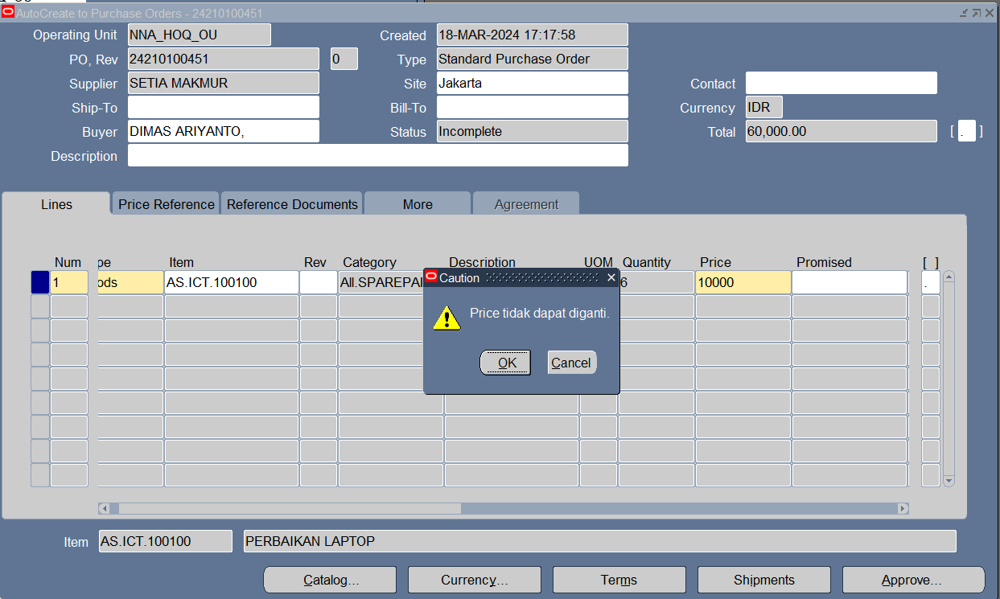 AutoCreate to Purchase Orders - 24210100451
Operating Unit NNA_HOQ_OU Created 18-MAR-2024 17:17:58
PO, Rev 24210100451 0 Type Standard Purchase Order
Supplier SETIA MAKMUR Site Jakarta Contact
Ship-To Bill-To Currency IDR
Buyer DIMAS ARIYANTO, Status Incomplete Total 60,000.00 [ . ]
Description
Lines Price Reference Reference Documents More Agreement
Num pe Item Rev Category Description UOM Quantity Price Promised [ ]
1 ods AS.ICT.100100 All.SPAREPA 6 10000 .
Caution
Price tidak dapat diganti.
OK Cancel
Item AS.ICT.100100 PERBAIKAN LAPTOP
Catalog... Currency... Terms Shipments Approve...